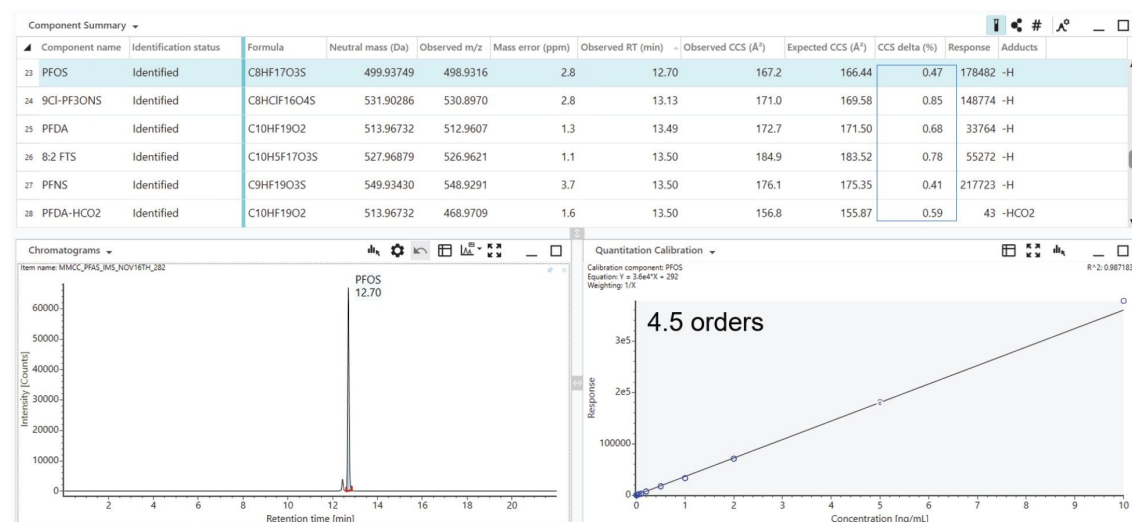 Component Summary
Component name Identification status Formula Neutral mass (Da) Observed m/z Mass error (ppm) Observed RT (min) Observed CCS (Å²) Expected CCS (Å²) CCS delta (%) Response Adducts
23 PFOS Identified C8HF17O3S 499.93749 498.9316 2.8 12.70 167.2 166.44 0.47 178482 -H
24 9Cl-PF3ONS Identified C8HClF16O4S 531.90286 530.8970 2.8 13.13 171.0 169.58 0.85 148774 -H
25 PFDA Identified C10HF19O2 513.96732 512.9607 1.3 13.49 172.7 171.50 0.68 33764 -H
26 8:2 FTS Identified C10H5F17O3S 527.96879 526.9621 1.1 13.50 184.9 183.52 0.78 55272 -H
27 PFNS Identified C9HF19O3S 549.93430 548.9291 3.7 13.50 176.1 175.35 0.41 217723 -H
28 PFDA-HCO2 Identified C10HF19O2 513.96732 468.9709 1.6 13.50 156.8 155.87 0.59 43 -HCO2
Chromatograms
Item name: MMCC_PFAS_IMS_NOV16TH_282
PFOS
12.70
60000
50000
40000
30000
20000
10000
0
Intensity [Counts]
2 4 6 8 10 12 14 16 18 20
Retention time [min]
Quantitation Calibration
Calibration component: PFOS
R^2: 0.987183
Equation: Y = 3.6e4*X + 292
Weighting: 1/X
4.5 orders
3e5
2e5
100000
0
Response
0 1 2 3 4 5 6 7 8 9 10
Concentration [ng/mL]